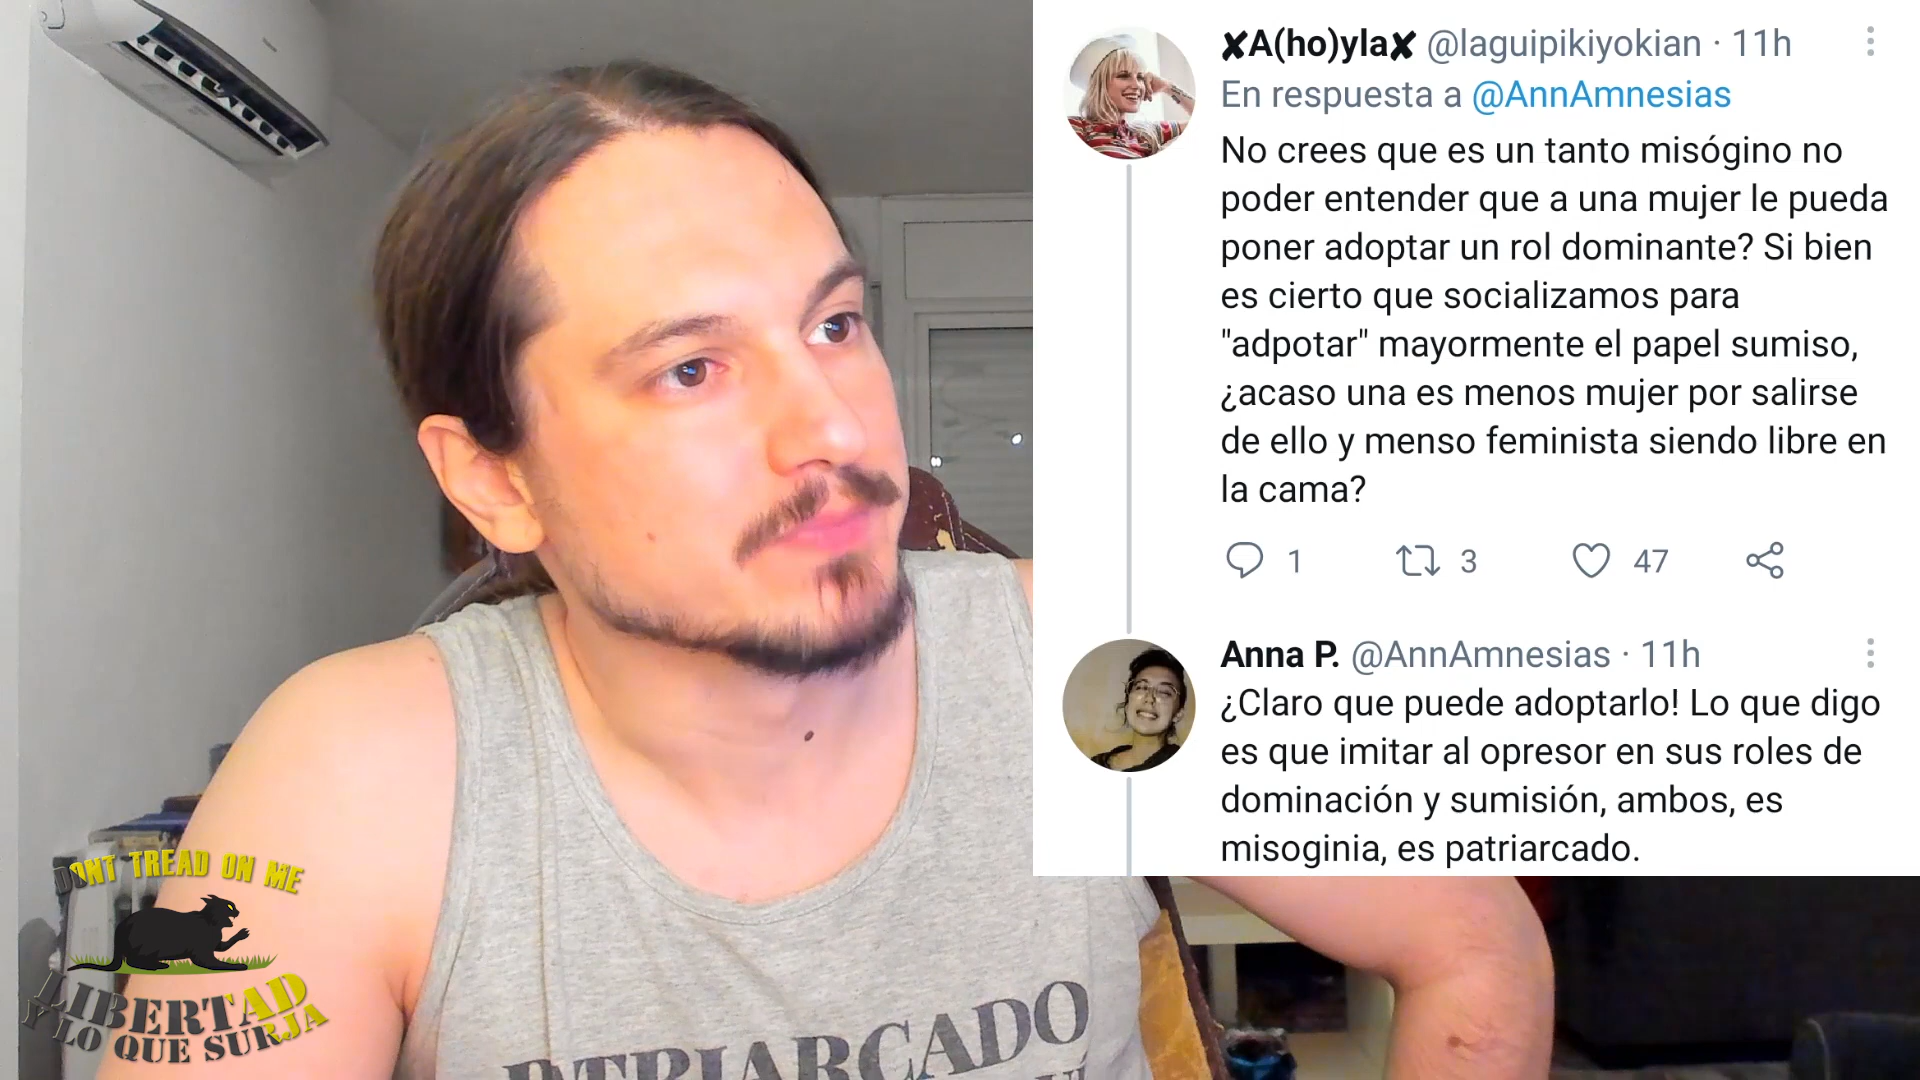 ✘A(ho)yla✘ @laguipikiyokian · 11h
En respuesta a @AnnAmnesias
No crees que es un tanto misógino no
poder entender que a una mujer le pueda
poner adoptar un rol dominante? Si bien
es cierto que socializamos para
"adpotar" mayormente el papel sumiso,
¿acaso una es menos mujer por salirse
de ello y menso feminista siendo libre en
la cama?
1 3 47
Anna P. @AnnAmnesias · 11h
¿Claro que puede adoptarlo! Lo que digo
es que imitar al opresor en sus roles de
dominación y sumisión, ambos, es
misoginia, es patriarcado.
DONT TREAD ON ME
LIBERTAD
Y LO QUE SURJA
PATRIARCADO